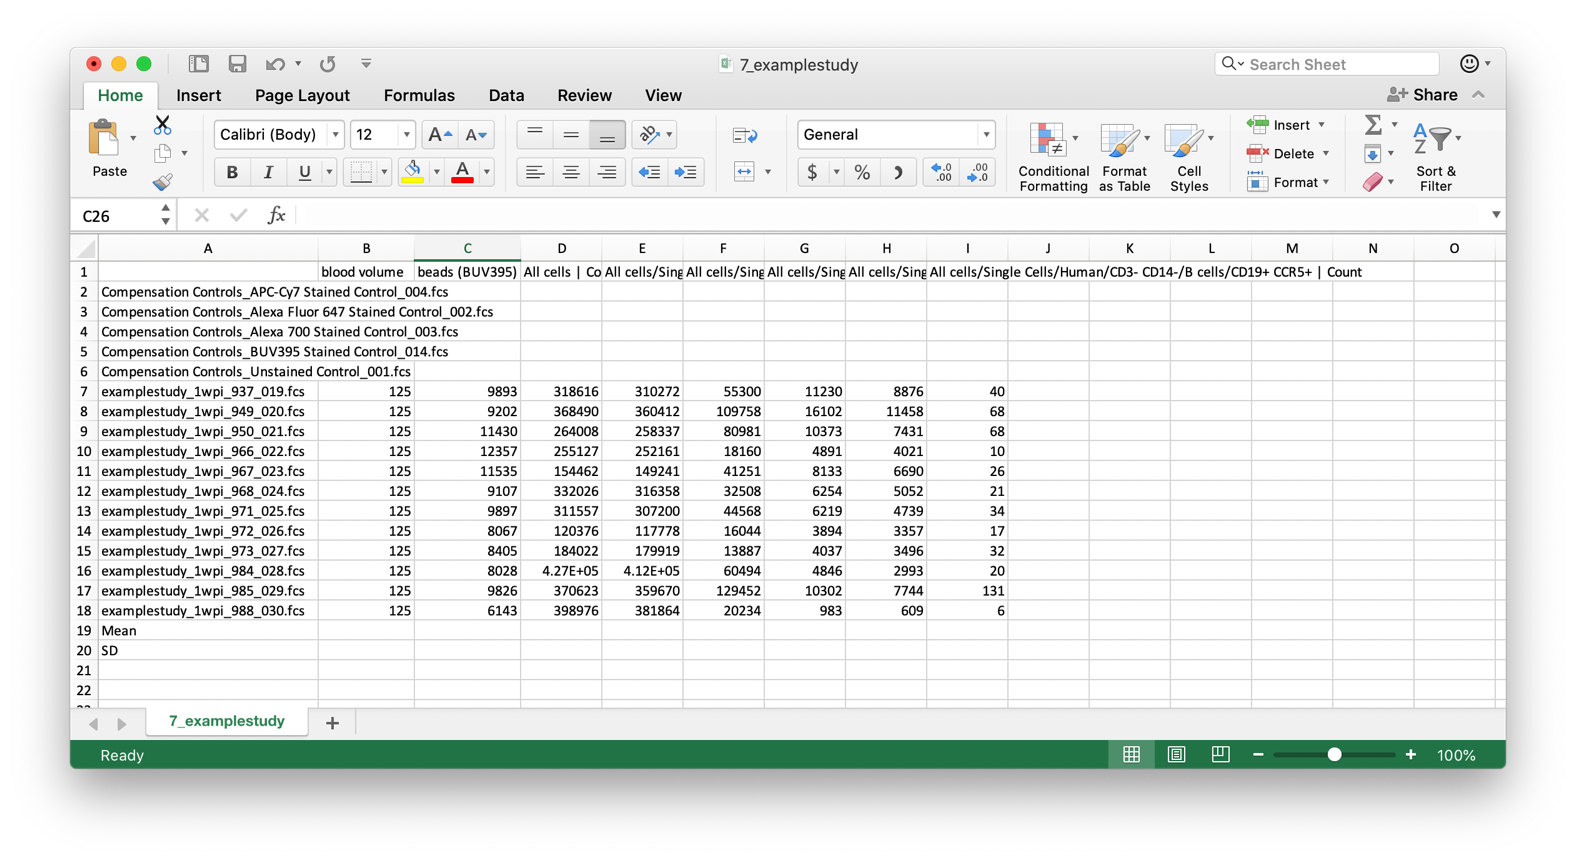 7_examplestudy
Search Sheet
Home Insert Page Layout Formulas Data Review View
Share
Paste
Calibri (Body) 12 A A
B I U A
General
$ % ) .0 .00 .00 .0
Conditional Formatting
Format as Table
Cell Styles
Insert
Delete
Format
A Z
Sort & Filter
C26 fx
A B C D E F G H I J K L M N O
1 blood volume beads (BUV395) All cells | Co All cells/Sing All cells/Sing All cells/Sing All cells/Sing All cells/Single Cells/Human/CD3- CD14-/B cells/CD19+ CCR5+ | Count
2 Compensation Controls_APC-Cy7 Stained Control_004.fcs
3 Compensation Controls_Alexa Fluor 647 Stained Control_002.fcs
4 Compensation Controls_Alexa 700 Stained Control_003.fcs
5 Compensation Controls_BUV395 Stained Control_014.fcs
6 Compensation Controls_Unstained Control_001.fcs
7 examplestudy_1wpi_937_019.fcs 125 9893 318616 310272 55300 11230 8876 40
8 examplestudy_1wpi_949_020.fcs 125 9202 368490 360412 109758 16102 11458 68
9 examplestudy_1wpi_950_021.fcs 125 11430 264008 258337 80981 10373 7431 68
10 examplestudy_1wpi_966_022.fcs 125 12357 255127 252161 18160 4891 4021 10
11 examplestudy_1wpi_967_023.fcs 125 11535 154462 149241 41251 8133 6690 26
12 examplestudy_1wpi_968_024.fcs 125 9107 332026 316358 32508 6254 5052 21
13 examplestudy_1wpi_971_025.fcs 125 9897 311557 307200 44568 6219 4739 34
14 examplestudy_1wpi_972_026.fcs 125 8067 120376 117778 16044 3894 3357 17
15 examplestudy_1wpi_973_027.fcs 125 8405 184022 179919 13887 4037 3496 32
16 examplestudy_1wpi_984_028.fcs 125 8028 4.27E+05 4.12E+05 60494 4846 2993 20
17 examplestudy_1wpi_985_029.fcs 125 9826 370623 359670 129452 10302 7744 131
18 examplestudy_1wpi_988_030.fcs 125 6143 398976 381864 20234 983 609 6
19 Mean
20 SD
21
22
7_examplestudy +
Ready
100%